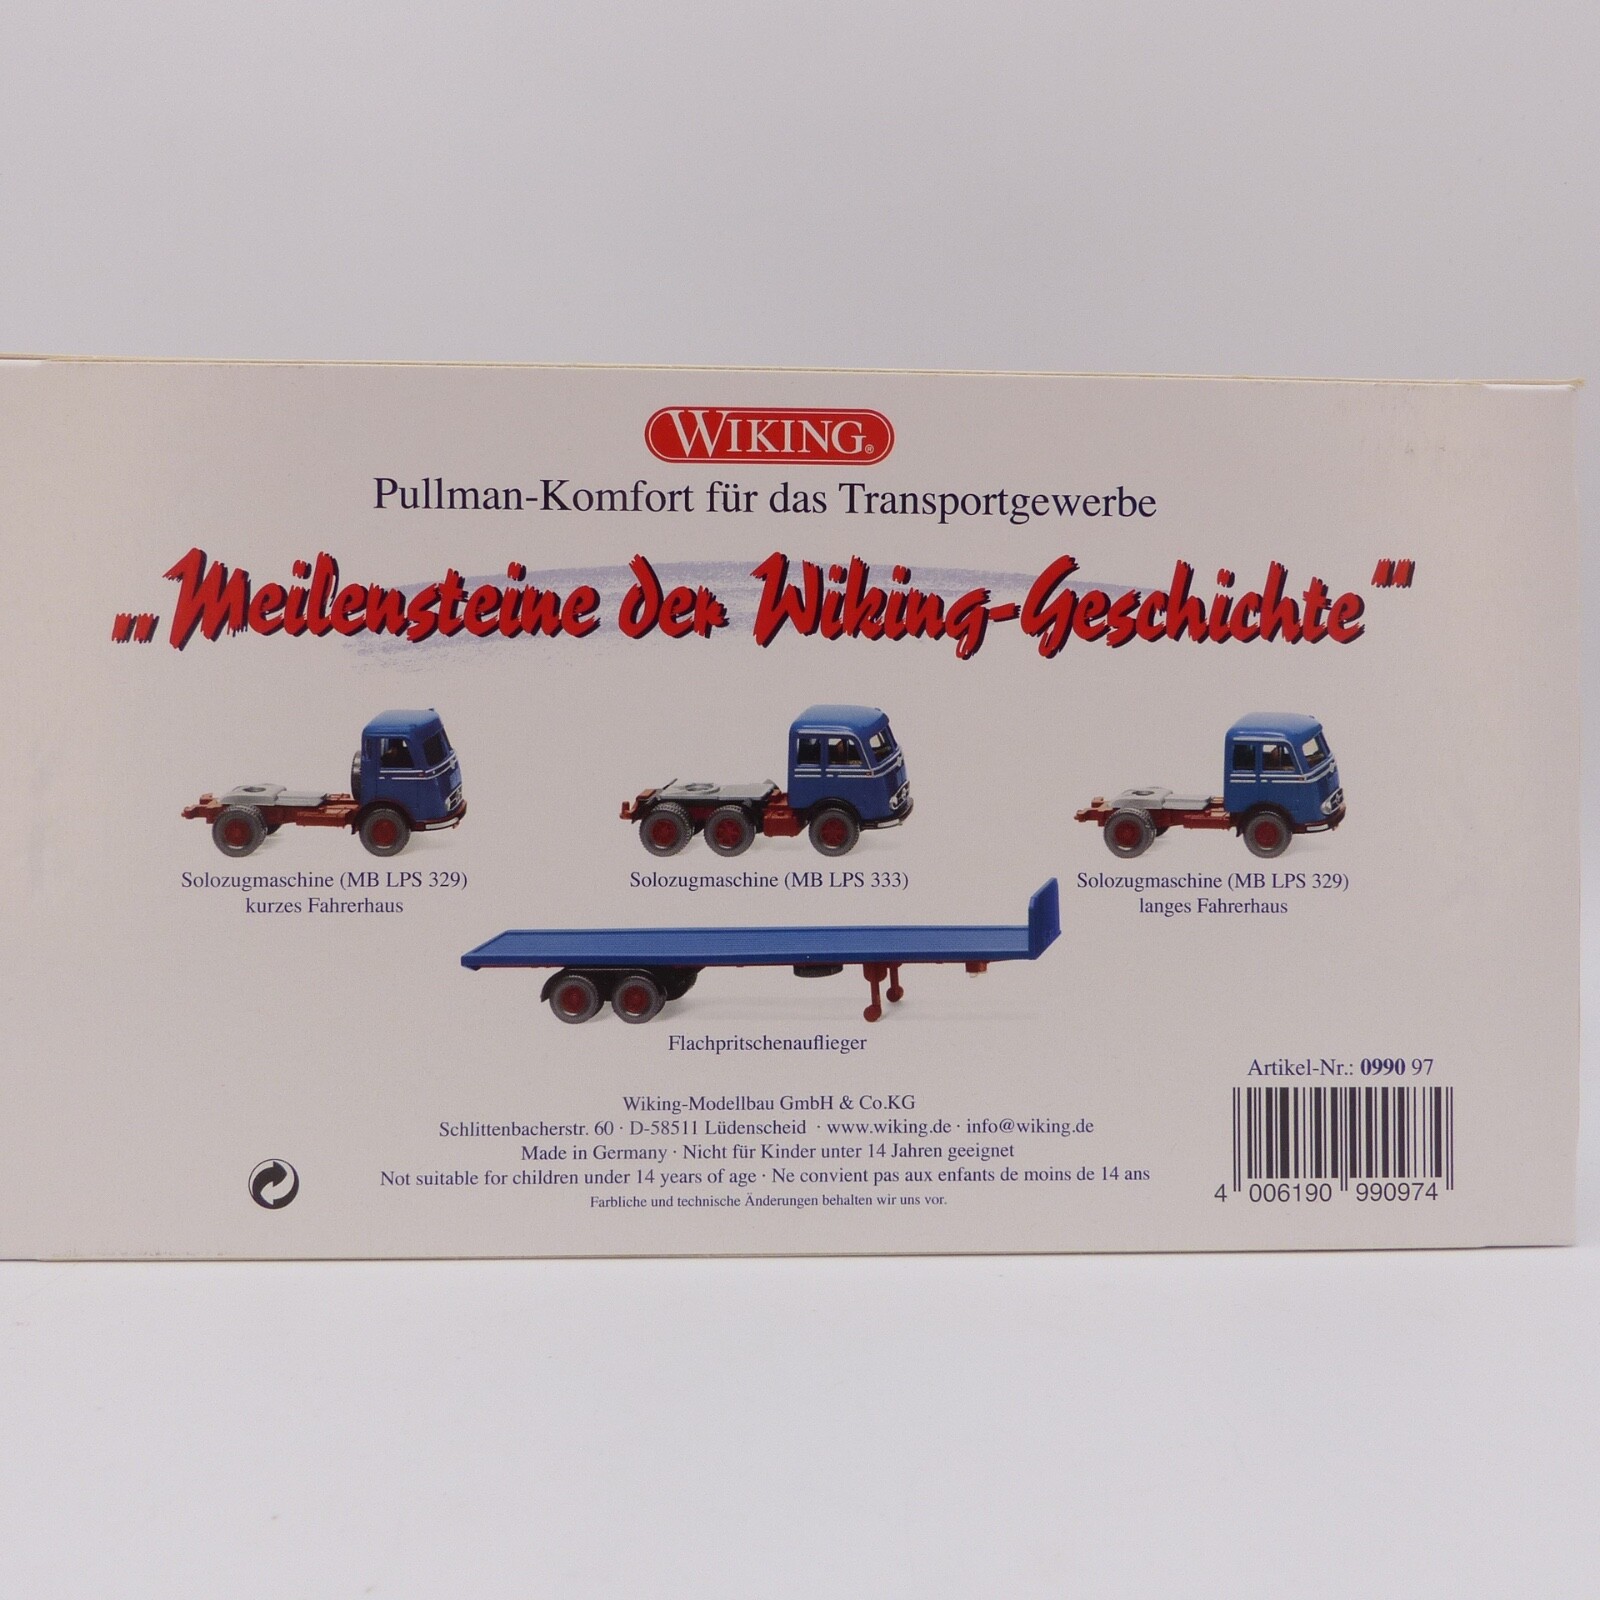 WIKING®
Pullman-Komfort für das Transportgewerbe
„„Meilensteine der Wiking-Geschichte""
Solozugmaschine (MB LPS 329)
kurzes Fahrerhaus
Solozugmaschine (MB LPS 333)
Solozugmaschine (MB LPS 329)
langes Fahrerhaus
Flachpritschenauflieger
Artikel-Nr.: 0990 97
Wiking-Modellbau GmbH & Co.KG
Schlittenbacherstr. 60 · D-58511 Lüdenscheid · www.wiking.de · info@wiking.de
Made in Germany · Nicht für Kinder unter 14 Jahren geeignet
Not suitable for children under 14 years of age · Ne convient pas aux enfants de moins de 14 ans
Farbliche und technische Änderungen behalten wir uns vor.
4 006190 990974